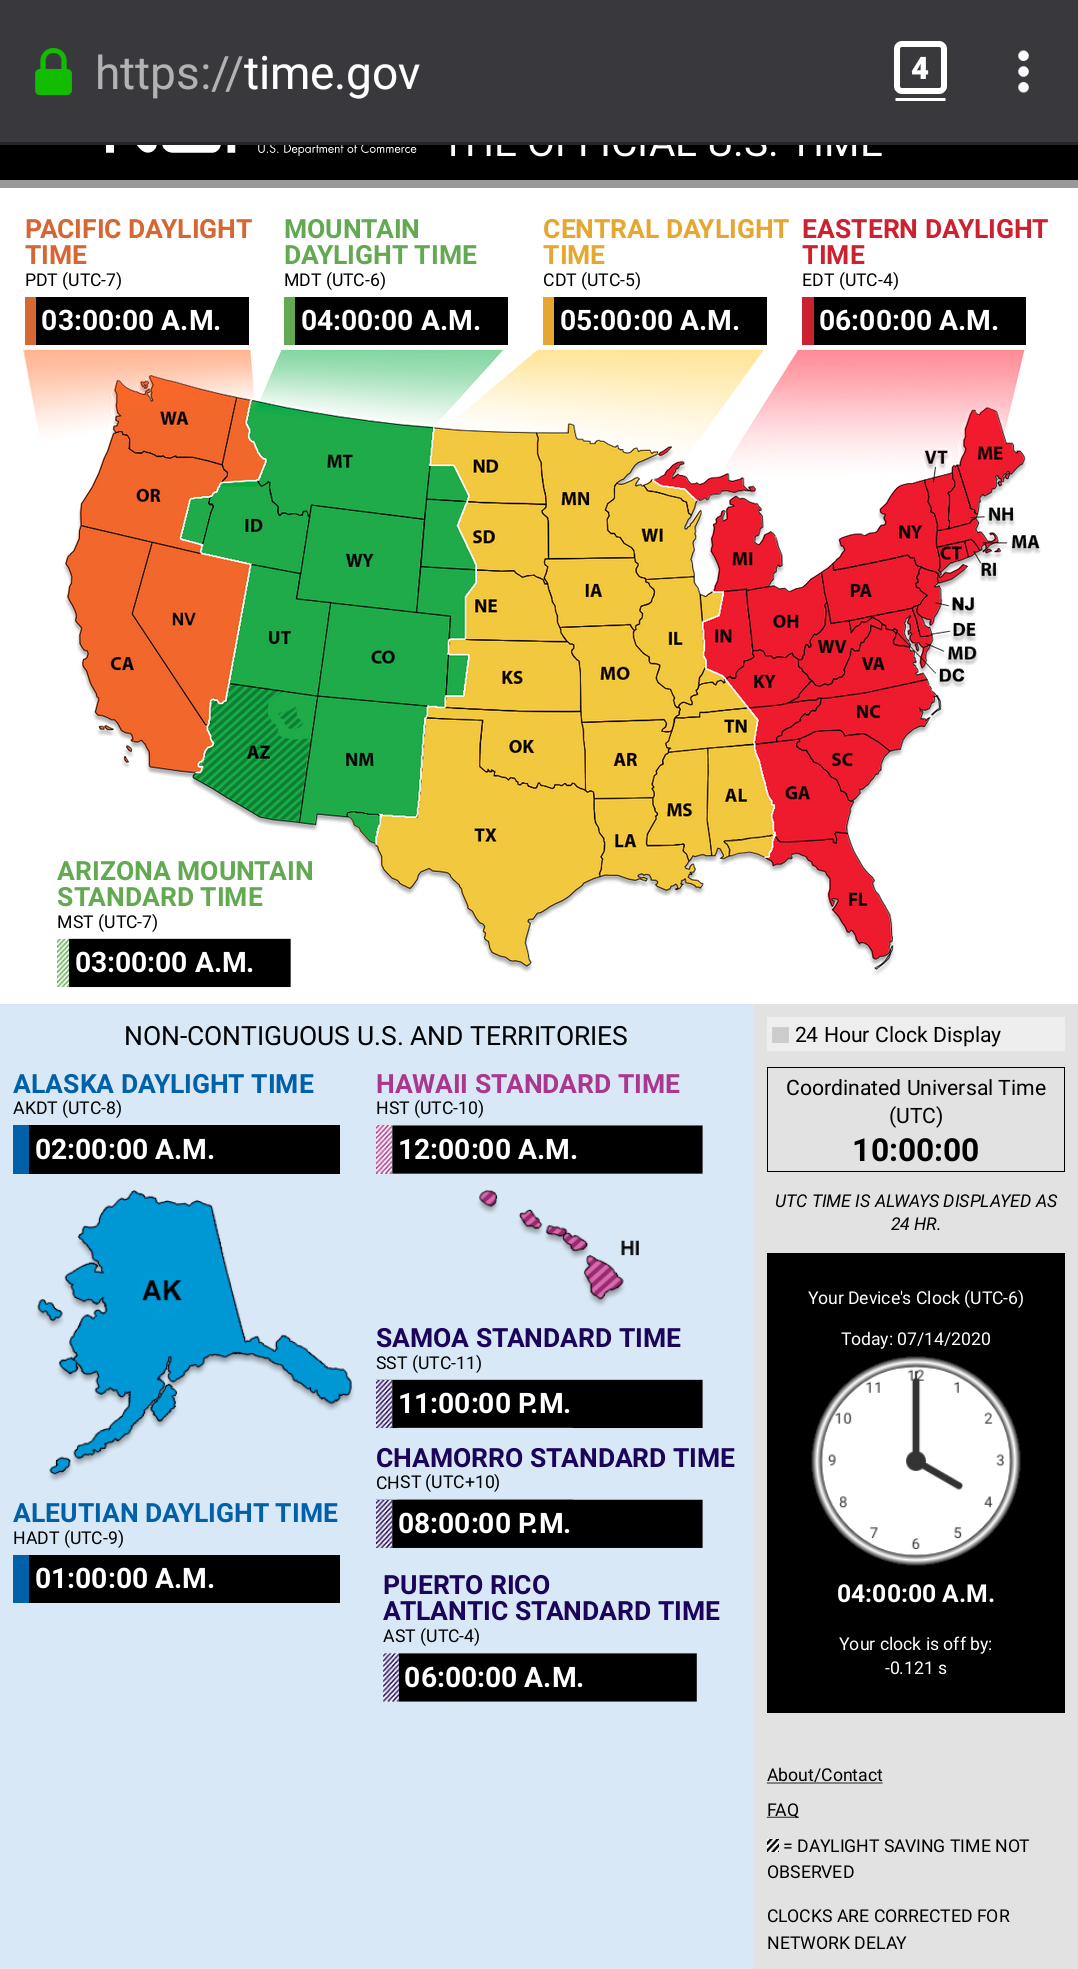 https://time.gov
4
U.S. Department of Commerce
THE OFFICIAL U.S. TIME
PACIFIC DAYLIGHT
TIME
PDT (UTC-7)
03:00:00 A.M.
MOUNTAIN
DAYLIGHT TIME
MDT (UTC-6)
04:00:00 A.M.
CENTRAL DAYLIGHT
TIME
CDT (UTC-5)
05:00:00 A.M.
EASTERN DAYLIGHT
TIME
EDT (UTC-4)
06:00:00 A.M.
WA
MT
ND
MN
VT
ME
OR
ID
SD
WI
NY
NH
MA
CT
RI
WY
MI
IA
PA
NJ
NV
NE
UT
CO
IL
IN
OH
WV
DE
MD
VA
DC
CA
KS
MO
KY
NC
AZ
NM
OK
TN
AR
SC
MS
AL
GA
TX
LA
FL
ARIZONA MOUNTAIN
STANDARD TIME
MST (UTC-7)
03:00:00 A.M.
NON-CONTIGUOUS U.S. AND TERRITORIES
ALASKA DAYLIGHT TIME
AKDT (UTC-8)
02:00:00 A.M.
AK
ALEUTIAN DAYLIGHT TIME
HADT (UTC-9)
01:00:00 A.M.
HAWAII STANDARD TIME
HST (UTC-10)
12:00:00 A.M.
HI
SAMOA STANDARD TIME
SST (UTC-11)
11:00:00 P.M.
CHAMORRO STANDARD TIME
CHST (UTC+10)
08:00:00 P.M.
PUERTO RICO
ATLANTIC STANDARD TIME
AST (UTC-4)
06:00:00 A.M.
24 Hour Clock Display
Coordinated Universal Time
(UTC)
10:00:00
UTC TIME IS ALWAYS DISPLAYED AS
24 HR.
Your Device's Clock (UTC-6)
Today: 07/14/2020
12
1
2
3
4
5
6
7
8
9
10
11
04:00:00 A.M.
Your clock is off by:
-0.121 s
About/Contact
FAQ
= DAYLIGHT SAVING TIME NOT
OBSERVED
CLOCKS ARE CORRECTED FOR
NETWORK DELAY